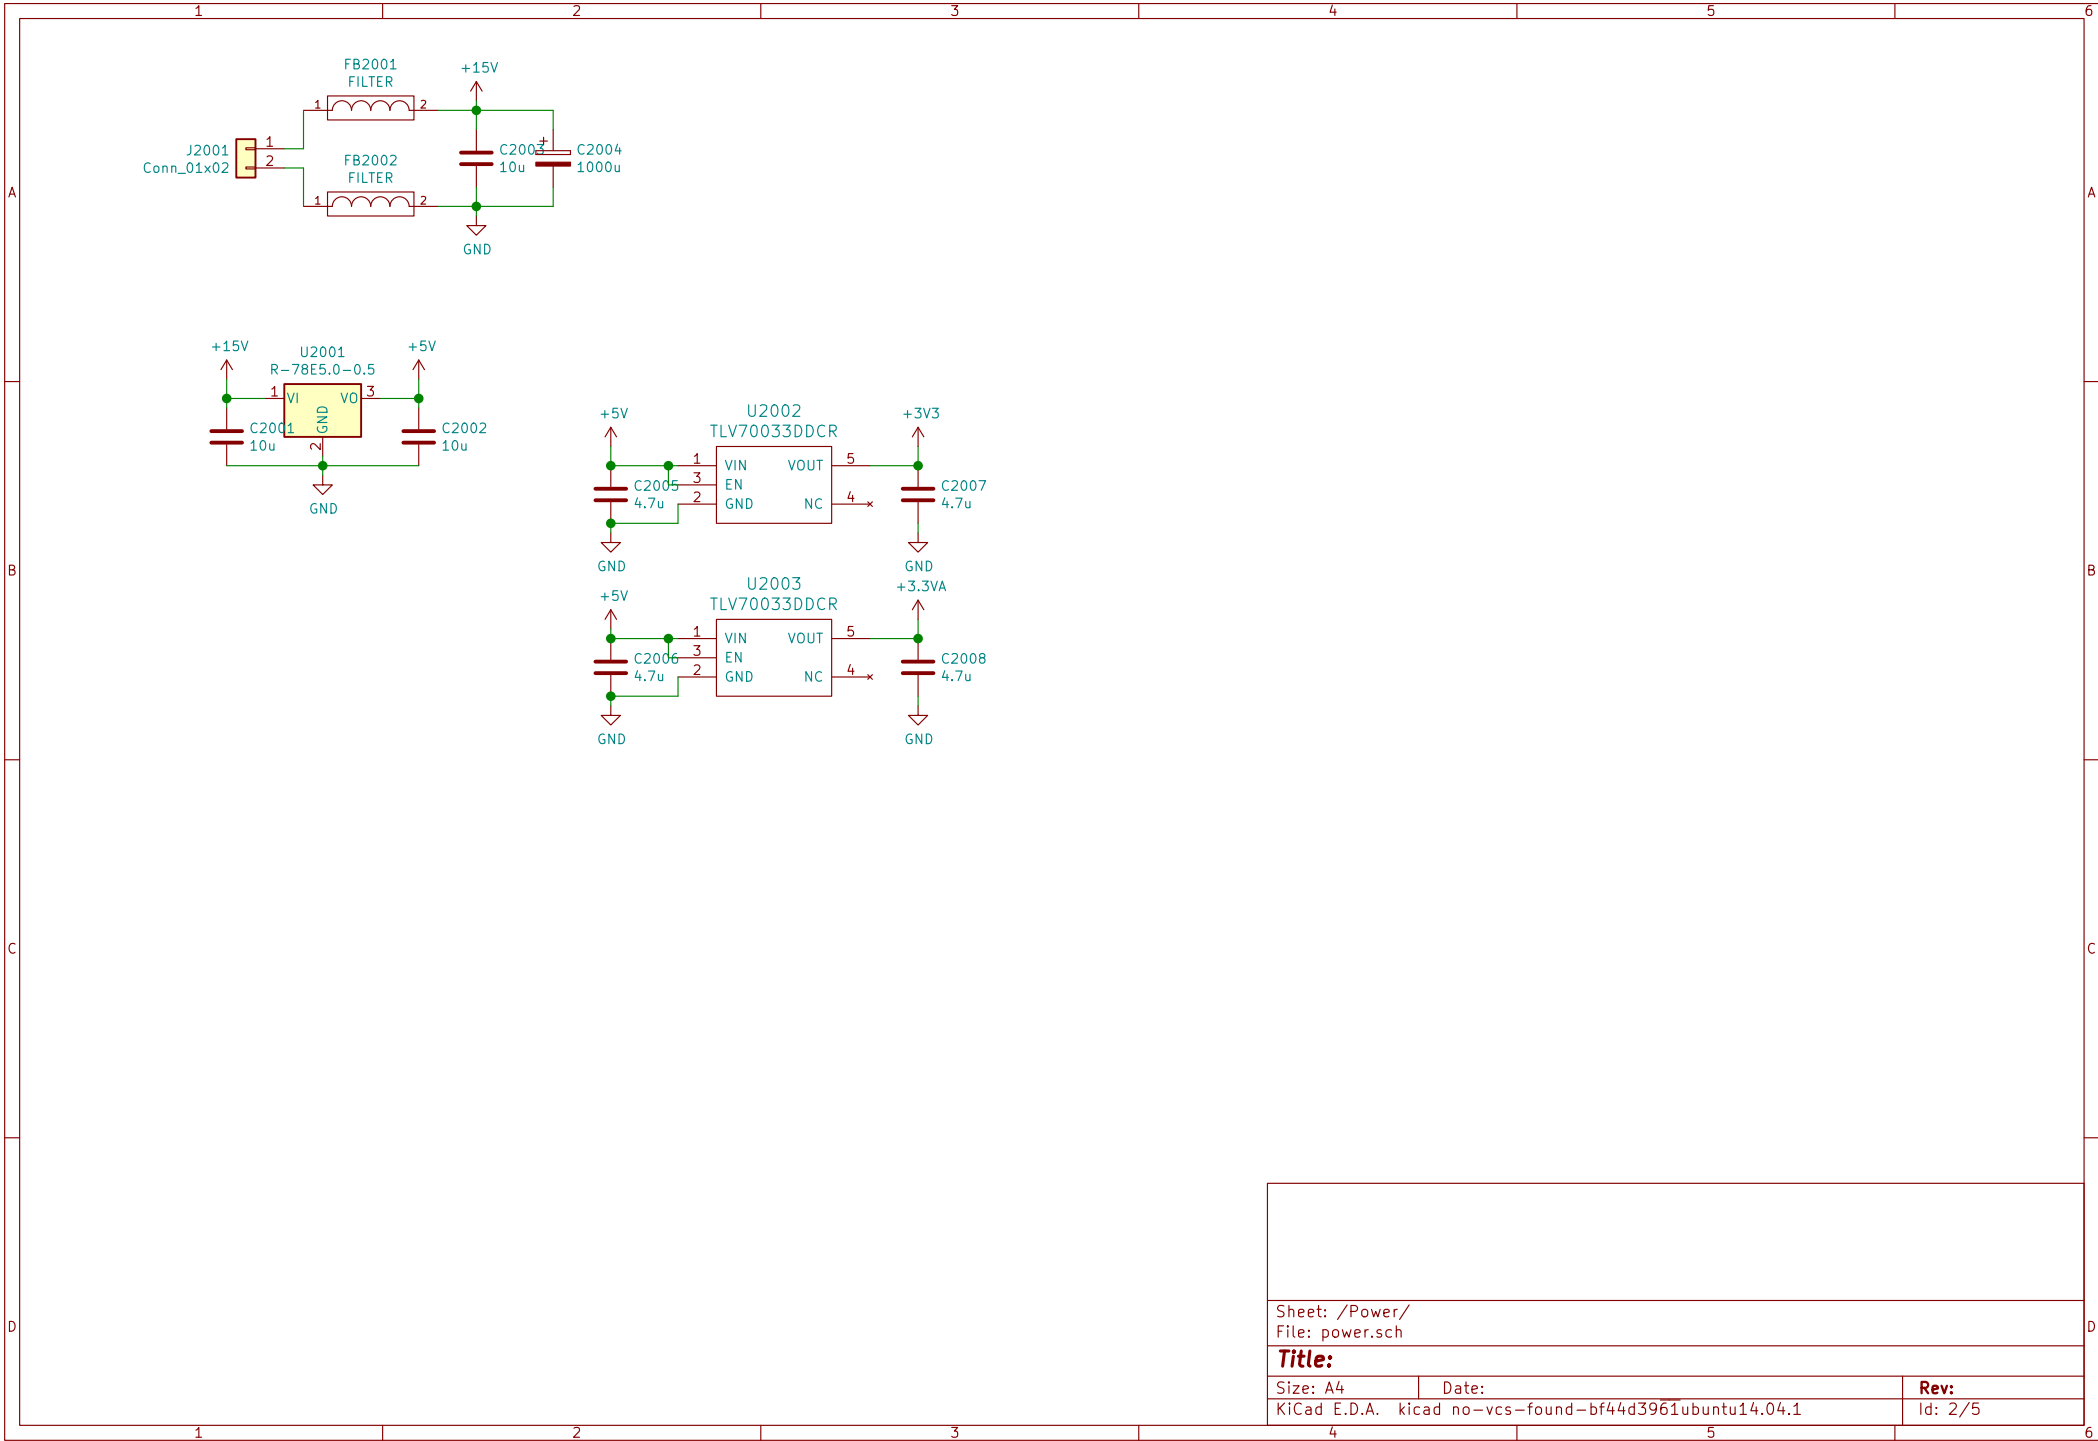 1 2 3 4 5 6
FB2001
FILTER
1 2
+15V
J2001
Conn_01x02
1
2
FB2002
FILTER
1 2
C2003
10u
+
C2004
1000u
GND
A A
+15V
U2001
R-78E5.0-0.5
+5V
1 VI VO 3
GND
2
C2001
10u
C2002
10u
GND
+5V
U2002
TLV70033DDCR
+3V3
1 VIN VOUT 5
3 EN
2 GND NC 4
C2005
4.7u
C2007
4.7u
GND
GND
B B
+5V
U2003
TLV70033DDCR
+3.3VA
1 VIN VOUT 5
3 EN
2 GND NC 4
C2006
4.7u
C2008
4.7u
GND
GND
C C
D D
Sheet: /Power/
File: power.sch
Title:
Size: A4 Date: Rev:
KiCad E.D.A. kicad no-vcs-found-bf44d3961ubuntu14.04.1 Id: 2/5
1 2 3 4 5 6